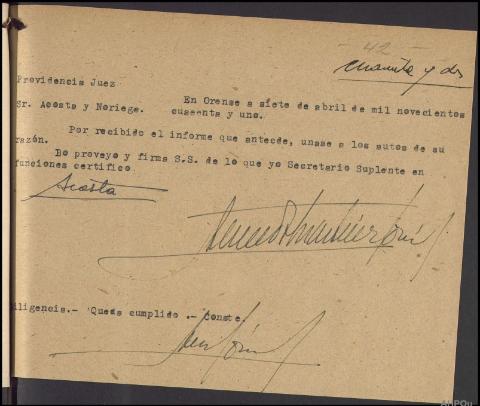 - 42 -
cuarenta y dos
Providencia Juez
Sr. Acosta y Noriega.
En Orense a siete de abril de mil novecientos
cuaenta y uno.
Por recibido el informe que antecede, unase a los autos de su
razón.
Lo proveyo y firma S.S. de lo que yo Secretario Suplente en
funciones certifico
Acosta
Diligencia.- Queda cumplido .- Conste.
AHPOu